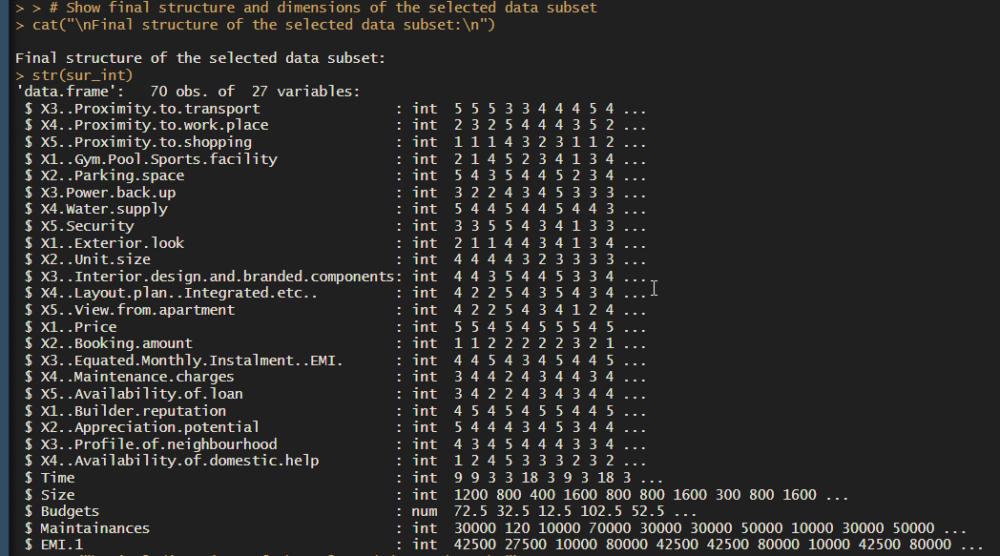 > > # Show final structure and dimensions of the selected data subset
> cat("\nFinal structure of the selected data subset:\n")
Final structure of the selected data subset:
> str(sur_int)
'data.frame':   70 obs. of  27 variables:
 $ X3..Proximity.to.transport                : int  5 5 5 3 3 4 4 4 5 4 ...
 $ X4..Proximity.to.work.place               : int  2 3 2 5 4 4 4 3 5 2 ...
 $ X5..Proximity.to.shopping                 : int  1 1 1 4 3 2 3 1 1 2 ...
 $ X1..Gym.Pool.Sports.facility              : int  2 1 4 5 2 3 4 1 3 4 ...
 $ X2..Parking.space                         : int  5 4 3 5 4 4 5 2 3 4 ...
 $ X3.Power.back.up                          : int  3 2 2 4 3 4 5 3 3 3 ...
 $ X4.Water.supply                           : int  5 4 4 5 4 4 5 4 4 3 ...
 $ X5.Security                               : int  3 3 5 5 4 3 4 1 3 3 ...
 $ X1..Exterior.look                         : int  2 1 1 4 4 3 4 1 3 4 ...
 $ X2..Unit.size                             : int  4 4 4 4 3 2 3 3 3 3 ...
 $ X3..Interior.design.and.branded.components: int  4 4 3 5 4 4 5 3 3 4 ...
 $ X4..Layout.plan..Integrated.etc..         : int  4 2 2 5 4 3 5 4 3 4 ...
 $ X5..View.from.apartment                   : int  4 2 2 5 4 3 4 1 2 4 ...
 $ X1..Price                                 : int  5 5 4 5 4 5 5 5 4 5 ...
 $ X2..Booking.amount                        : int  1 1 2 2 2 2 2 3 2 1 ...
 $ X3..Equated.Monthly.Instalment..EMI.      : int  4 4 5 4 3 4 5 4 4 5 ...
 $ X4..Maintenance.charges                   : int  3 4 4 2 4 3 4 4 3 4 ...
 $ X5..Availability.of.loan                  : int  3 4 2 2 4 3 4 3 4 4 ...
 $ X1..Builder.reputation                    : int  4 5 4 5 4 5 5 4 4 5 ...
 $ X2..Appreciation.potential                : int  5 4 4 4 3 4 5 3 4 4 ...
 $ X3..Profile.of.neighbourhood              : int  4 3 4 5 4 4 4 3 3 4 ...
 $ X4..Availability.of.domestic.help         : int  1 2 4 5 3 3 3 2 3 2 ...
 $ Time                                      : int  9 9 3 3 18 3 9 3 18 3 ...
 $ Size                                      : int  1200 800 400 1600 800 800 1600 300 800 1600 ...
 $ Budgets                                   : num  72.5 32.5 12.5 102.5 52.5 ...
 $ Maintainances                             : int  30000 120 10000 70000 30000 30000 50000 10000 30000 50000 ...
 $ EMI.1                                     : int  42500 27500 10000 80000 42500 42500 80000 10000 42500 80000 ...